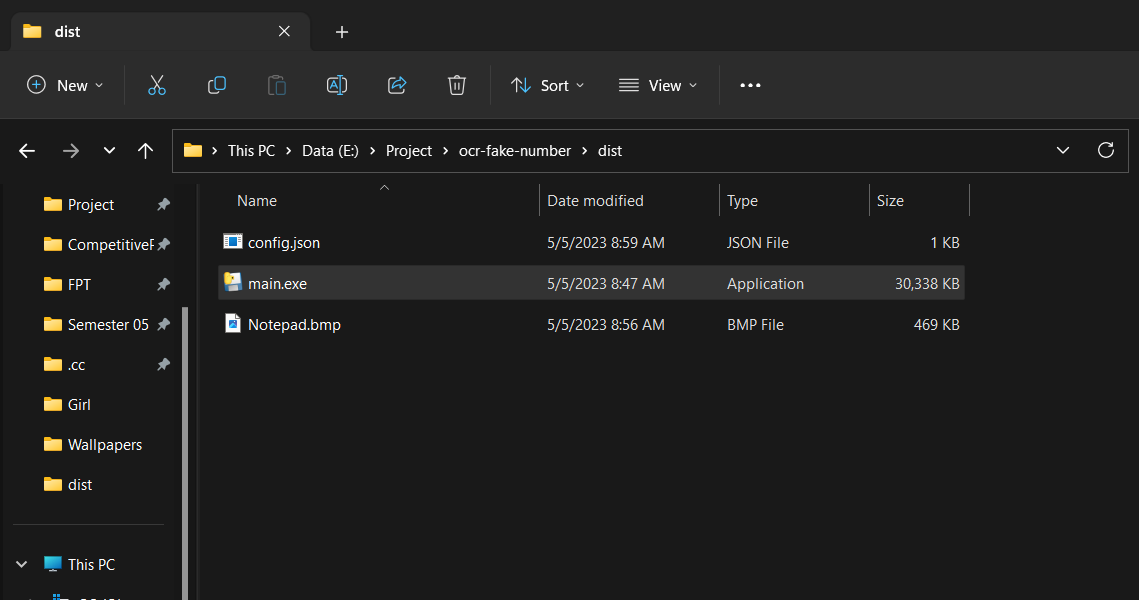 dist
New
Sort
View
This PC
Data (E:)
Project
ocr-fake-number
dist
Name
Date modified
Type
Size
Project
CompetitiveP
FPT
Semester 05
.cc
Girl
Wallpapers
dist
This PC
config.json 5/5/2023 8:59 AM JSON File 1 KB
main.exe 5/5/2023 8:47 AM Application 30,338 KB
Notepad.bmp 5/5/2023 8:56 AM BMP File 469 KB